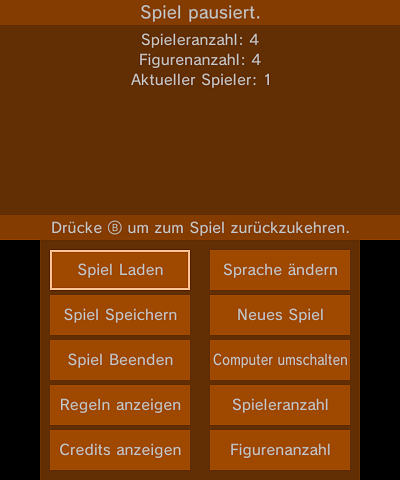 Spiel pausiert.
Spieleranzahl: 4
Figurenanzahl: 4
Aktueller Spieler: 1
Drücke Ⓑ um zum Spiel zurückzukehren.
Spiel Laden
Sprache ändern
Spiel Speichern
Neues Spiel
Spiel Beenden
Computer umschalten
Regeln anzeigen
Spieleranzahl
Credits anzeigen
Figurenanzahl